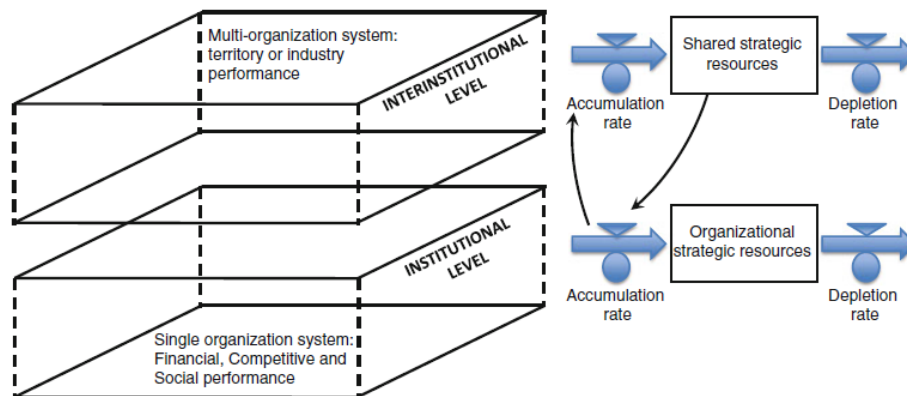 Multi-organization system:
territory or industry
performance
INTERINSTITUTIONAL
LEVEL
Shared strategic
resources
Accumulation
rate
Depletion
rate
INSTITUTIONAL
LEVEL
Organizational
strategic resources
Accumulation
rate
Depletion
rate
Single organization system:
Financial, Competitive and
Social performance